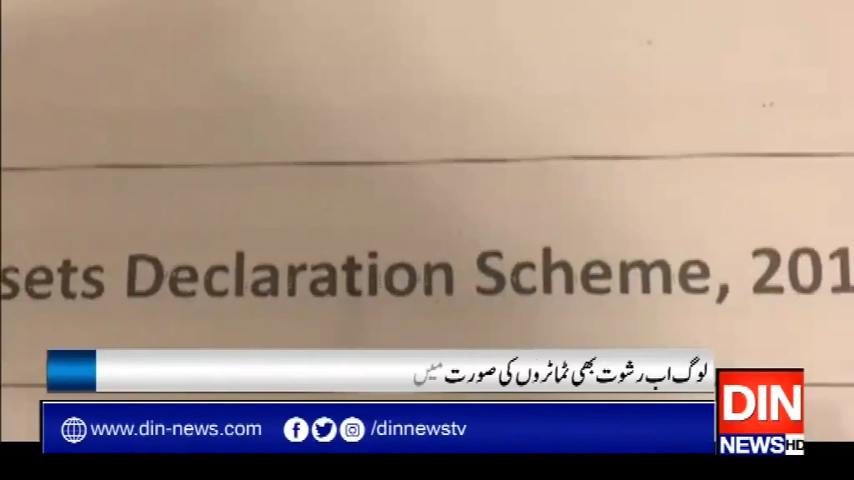 sets Declaration Scheme, 201
لوگ اب رشوت بھی ٹماٹروں کی صورت میں
www.din-news.com
/dinnewstv
DIN
NEWS HD